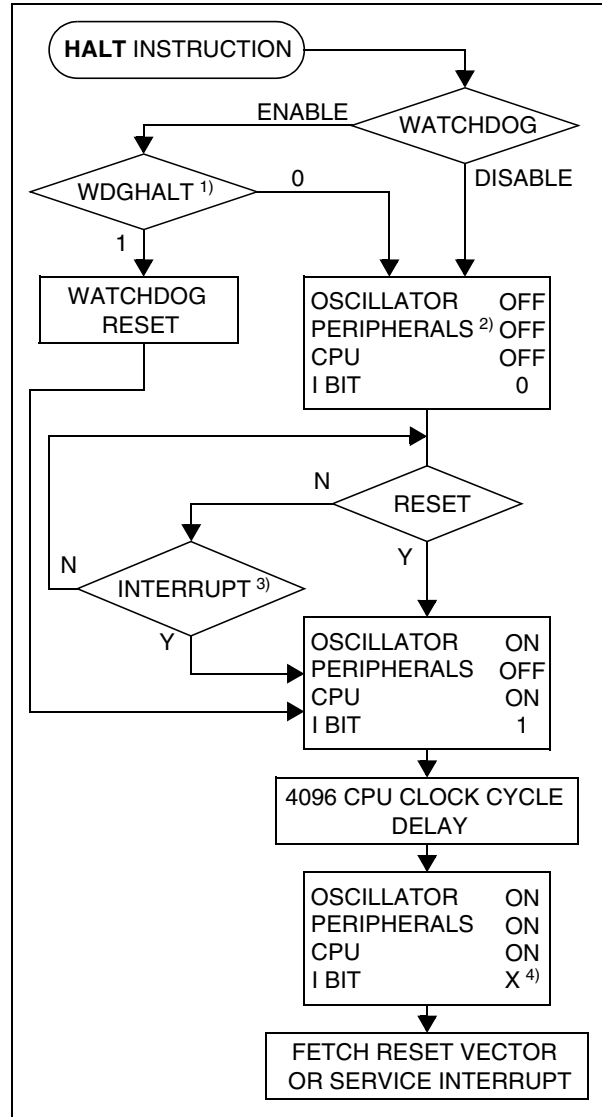 HALT INSTRUCTION
ENABLE
WATCHDOG
WDGHALT 1)
0
DISABLE
1
WATCHDOG
RESET
OSCILLATOR OFF
PERIPHERALS 2) OFF
CPU OFF
I BIT 0
N
RESET
N
INTERRUPT 3)
Y
Y
OSCILLATOR ON
PERIPHERALS OFF
CPU ON
I BIT 1
4096 CPU CLOCK CYCLE
DELAY
OSCILLATOR ON
PERIPHERALS ON
CPU ON
I BIT X 4)
FETCH RESET VECTOR
OR SERVICE INTERRUPT